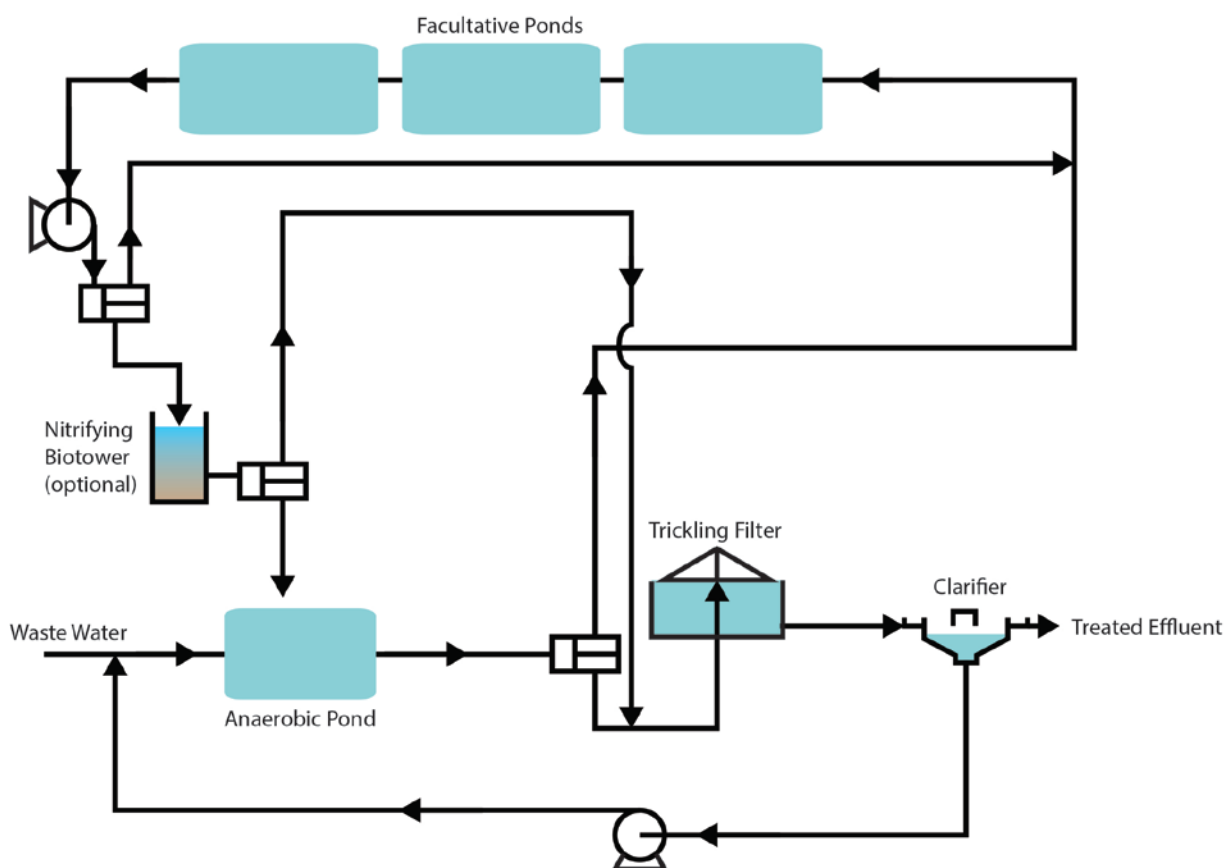 Facultative Ponds
Nitrifying
Biotower
(optional)
Trickling Filter
Clarifier
Waste Water
Treated Effluent
Anaerobic Pond